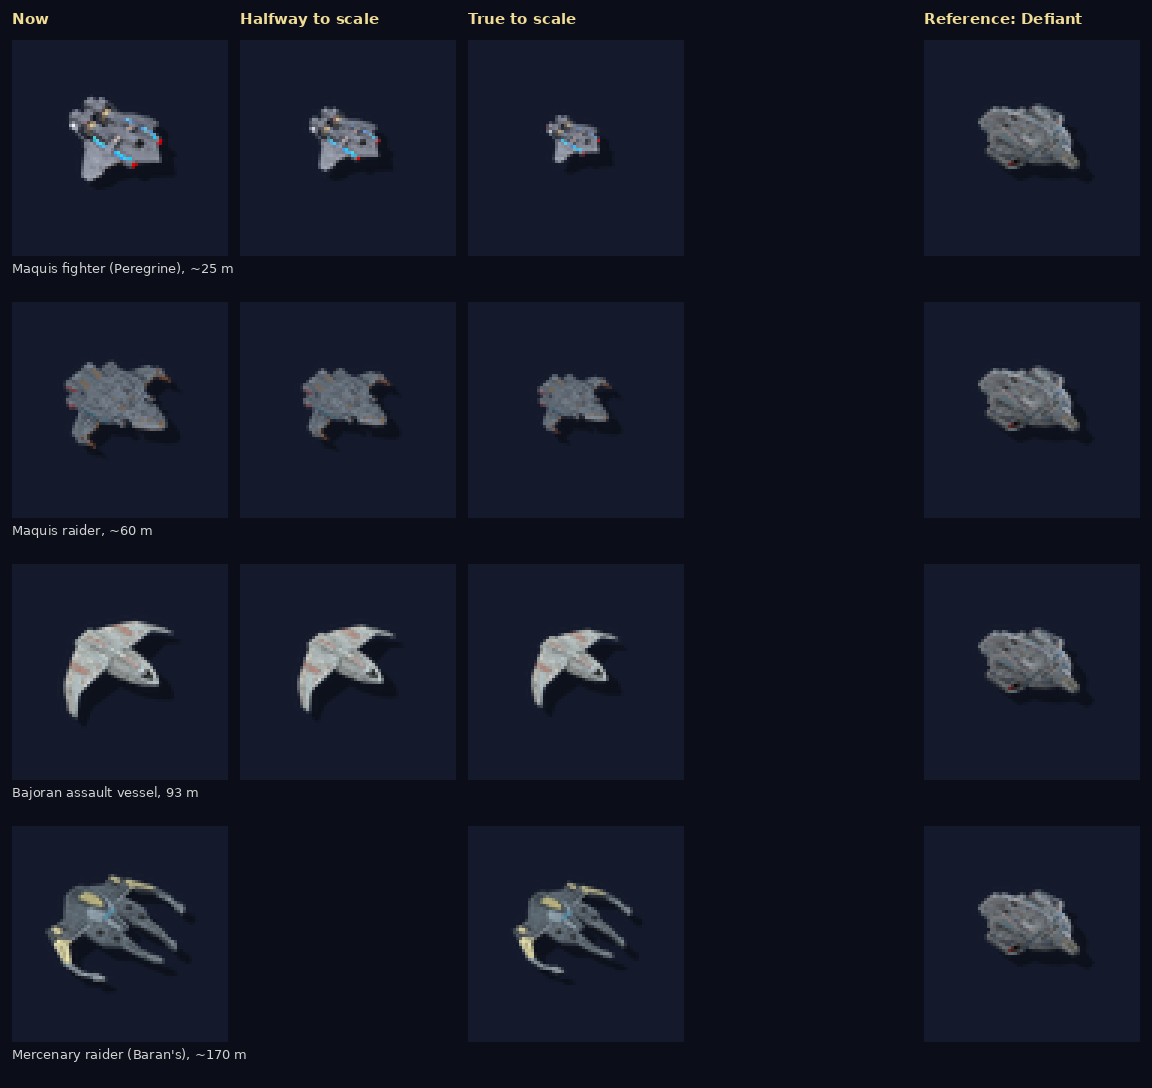 Now
Halfway to scale
True to scale
Reference: Defiant
Maquis fighter (Peregrine), ~25 m
Maquis raider, ~60 m
Bajoran assault vessel, 93 m
Mercenary raider (Baran's), ~170 m